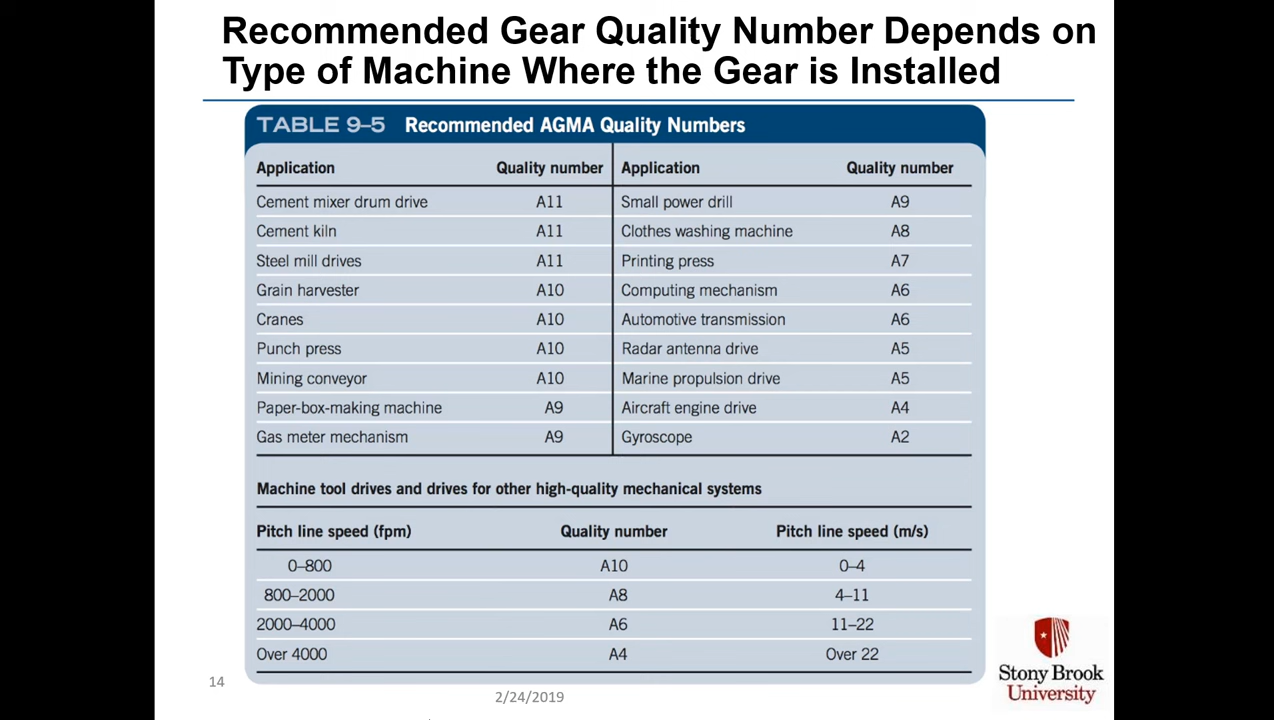 Recommended Gear Quality Number Depends on
Type of Machine Where the Gear is Installed
TABLE 9–5 Recommended AGMA Quality Numbers
Application Quality number Application Quality number
Cement mixer drum drive A11 Small power drill A9
Cement kiln A11 Clothes washing machine A8
Steel mill drives A11 Printing press A7
Grain harvester A10 Computing mechanism A6
Cranes A10 Automotive transmission A6
Punch press A10 Radar antenna drive A5
Mining conveyor A10 Marine propulsion drive A5
Paper-box-making machine A9 Aircraft engine drive A4
Gas meter mechanism A9 Gyroscope A2
Machine tool drives and drives for other high-quality mechanical systems
Pitch line speed (fpm) Quality number Pitch line speed (m/s)
0–800 A10 0–4
800–2000 A8 4–11
2000–4000 A6 11–22
Over 4000 A4 Over 22
14
2/24/2019
Stony Brook
University